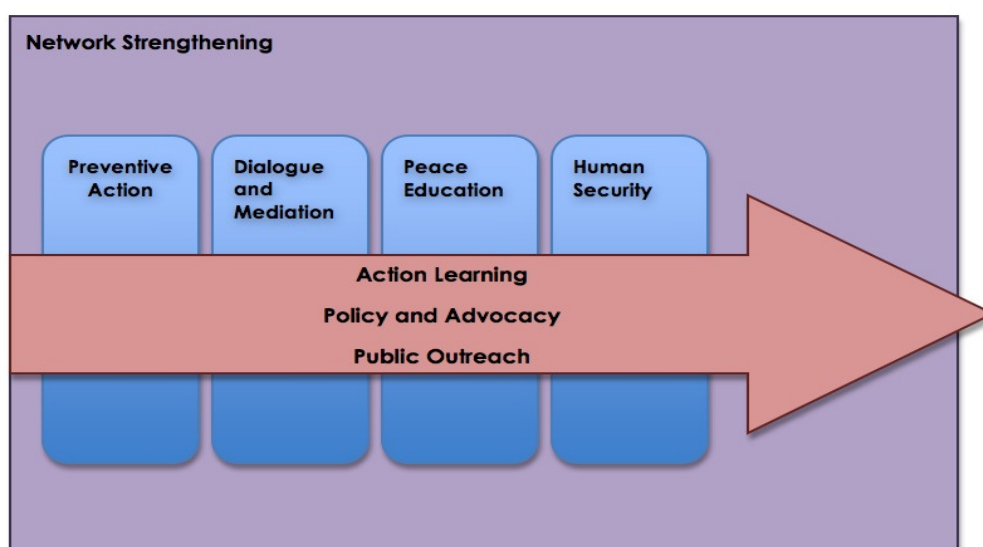 Network Strengthening
Preventive
Action
Dialogue
and
Mediation
Peace
Education
Human
Security
Action Learning
Policy and Advocacy
Public Outreach